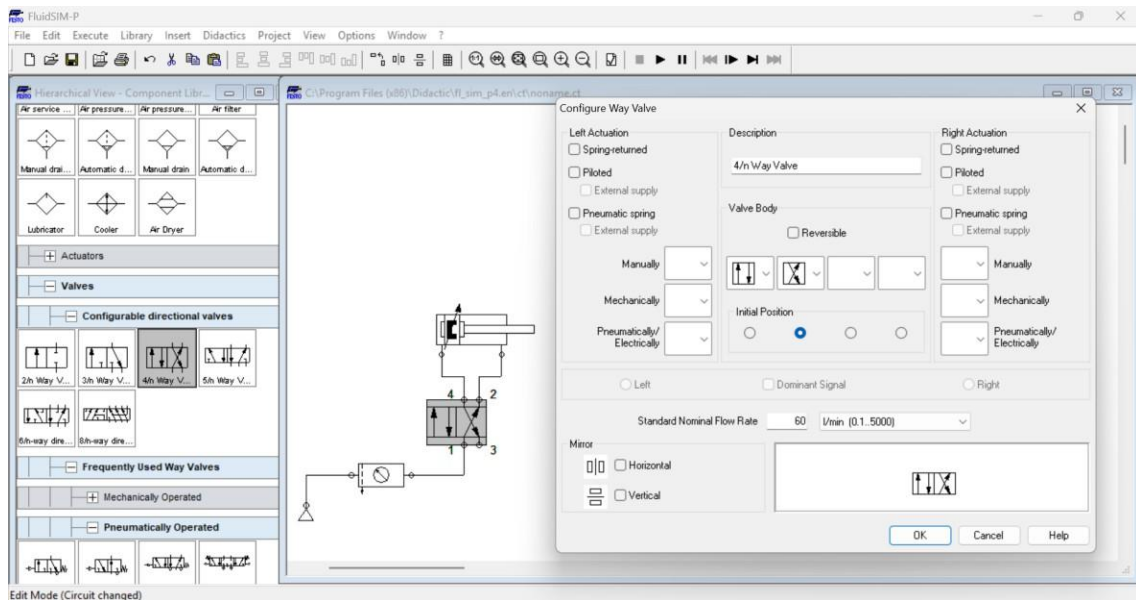 FluidSIM-P
File Edit Execute Library Insert Didactics Project View Options Window ?
Hierarchical View - Component Libr...
Air service ... Air pressure... Air pressure... Air filter
Manual drai... Automatic d... Manual drain Automatic d...
Lubricator Cooler Air Dryer
Actuators
Valves
Configurable directional valves
2/n Way V... 3/n Way V... 4/n Way V... 5/n Way V...
6/n-way dire... 8/n-way dire...
Frequently Used Way Valves
Mechanically Operated
Pneumatically Operated
C:\Program Files (x86)\Didactic\fl_sim_p4.en\ct\noname.ct
4 2
1 3
Configure Way Valve
Left Actuation
Spring-returned
Piloted
External supply
Pneumatic spring
External supply
Manually
Mechanically
Pneumatically/
Electrically
Description
4/n Way Valve
Valve Body
Reversible
Initial Position
Right Actuation
Spring-returned
Piloted
External supply
Pneumatic spring
External supply
Manually
Mechanically
Pneumatically/
Electrically
Left Dominant Signal Right
Standard Nominal Flow Rate 60 l/min (0.1..5000)
Mirror
Horizontal
Vertical
OK Cancel Help
Edit Mode (Circuit changed)